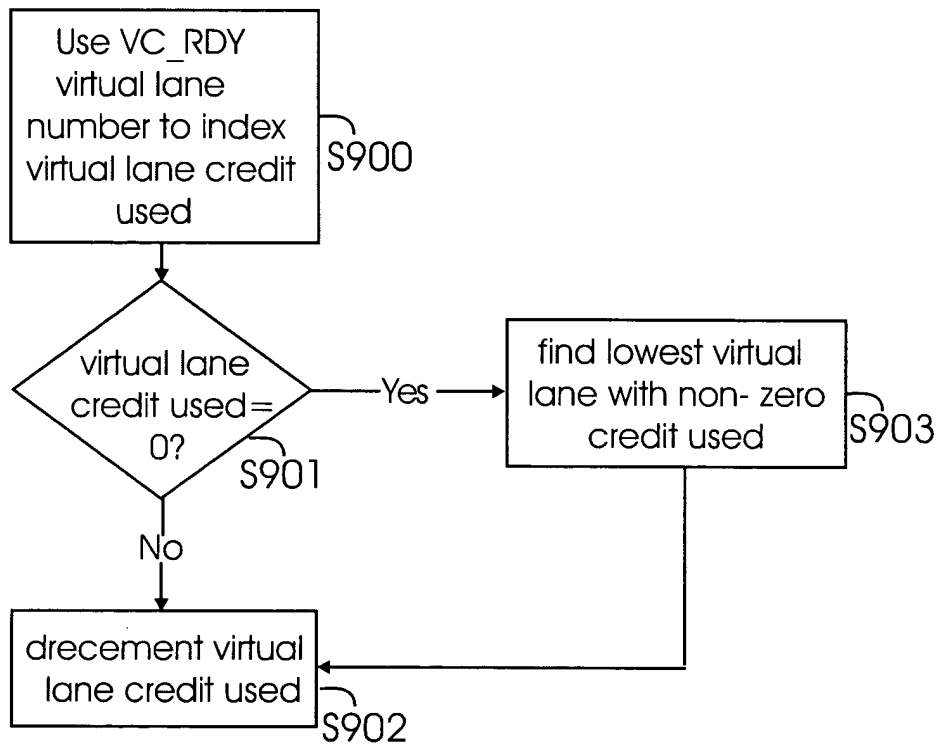 Use VC_RDY
virtual lane
number to index
virtual lane credit
used
S900
virtual lane
credit used=
0?
S901
Yes
find lowest virtual
lane with non- zero
credit used
S903
No
drecement virtual
lane credit used
S902